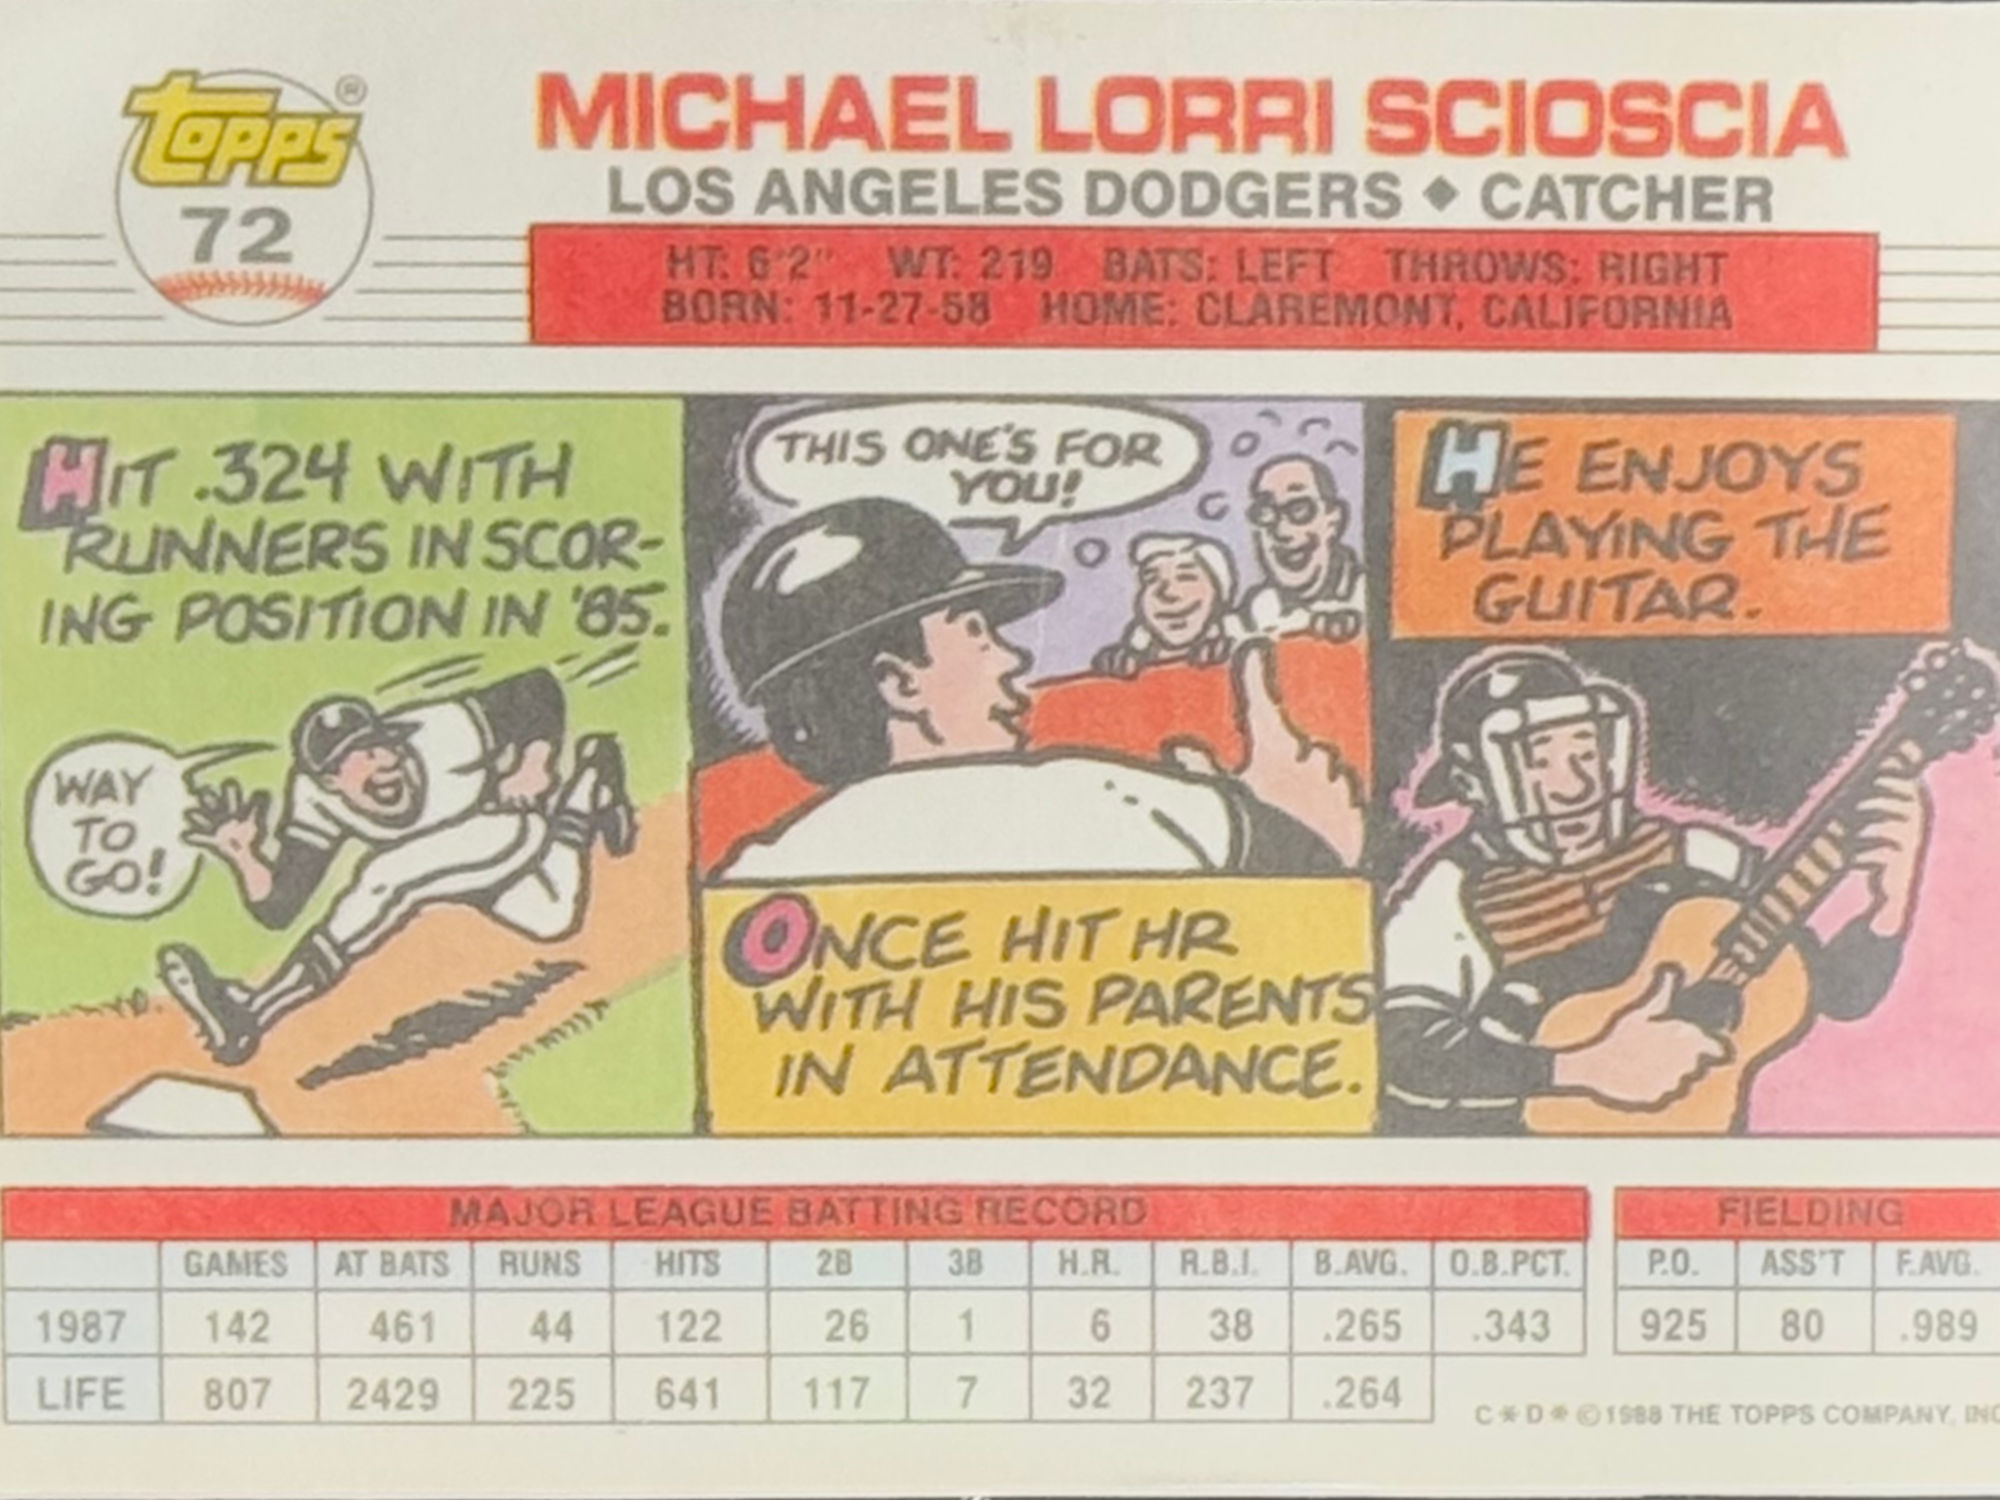 topps ®
72
MICHAEL LORRI SCIOSCIA
LOS ANGELES DODGERS ◆ CATCHER
HT: 6'2" WT: 219 BATS: LEFT THROWS: RIGHT
BORN: 11-27-58 HOME: CLAREMONT, CALIFORNIA
HIT .324 WITH
RUNNERS IN SCOR-
ING POSITION IN '85.
WAY
TO
GO!
THIS ONE'S FOR
YOU!
ONCE HIT HR
WITH HIS PARENTS
IN ATTENDANCE.
HE ENJOYS
PLAYING THE
GUITAR.
MAJOR LEAGUE BATTING RECORD
GAMES AT BATS RUNS HITS 2B 3B H.R. R.B.I. B.AVG. O.B.PCT.
1987 142 461 44 122 26 1 6 38 .265 .343
LIFE 807 2429 225 641 117 7 32 237 .264
FIELDING
P.O. ASS'T F.AVG.
925 80 .989
C*D*©1988 THE TOPPS COMPANY, INC